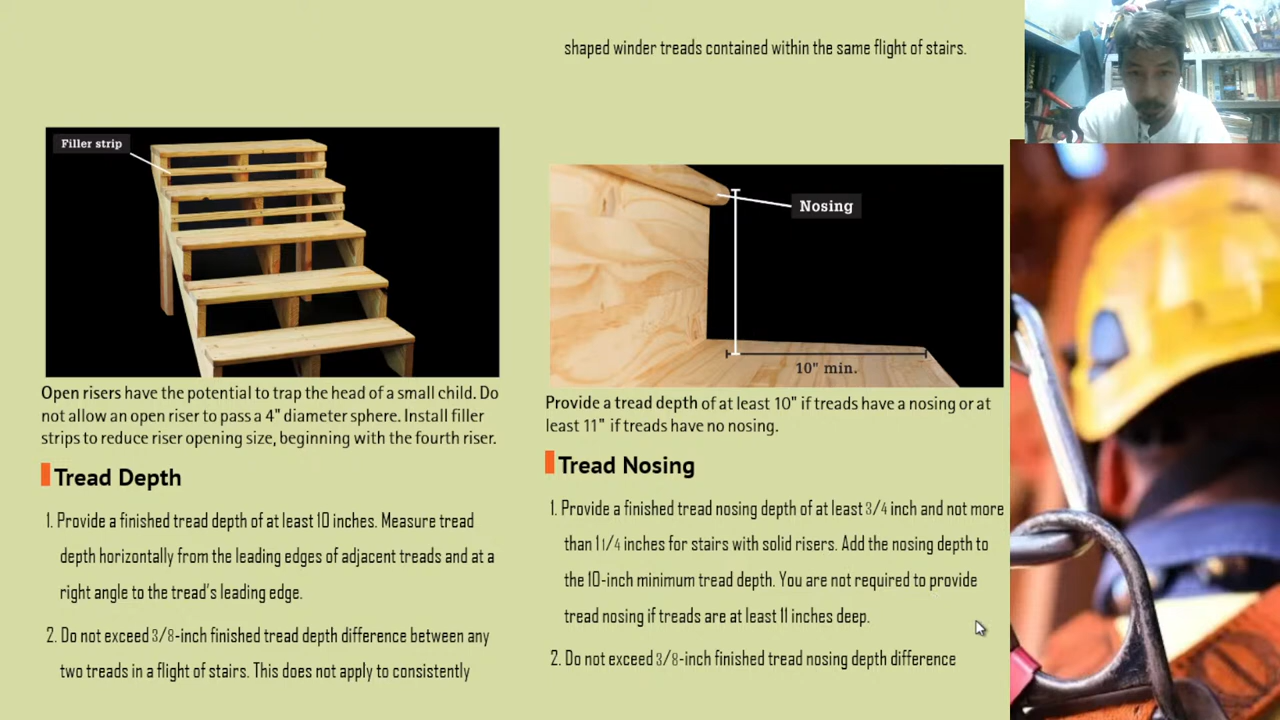 shaped winder treads contained within the same flight of stairs.
Filler strip
Open risers have the potential to trap the head of a small child. Do
not allow an open riser to pass a 4" diameter sphere. Install filler
strips to reduce riser opening size, beginning with the fourth riser.
Tread Depth
1. Provide a finished tread depth of at least 10 inches. Measure tread
depth horizontally from the leading edges of adjacent treads and at a
right angle to the tread's leading edge.
2. Do not exceed 3/8-inch finished tread depth difference between any
two treads in a flight of stairs. This does not apply to consistently
Nosing
10" min.
Provide a tread depth of at least 10" if treads have a nosing or at
least 11" if treads have no nosing.
Tread Nosing
1. Provide a finished tread nosing depth of at least 3/4 inch and not more
than 1 1/4 inches for stairs with solid risers. Add the nosing depth to
the 10-inch minimum tread depth. You are not required to provide
tread nosing if treads are at least 11 inches deep.
2. Do not exceed 3/8-inch finished tread nosing depth difference